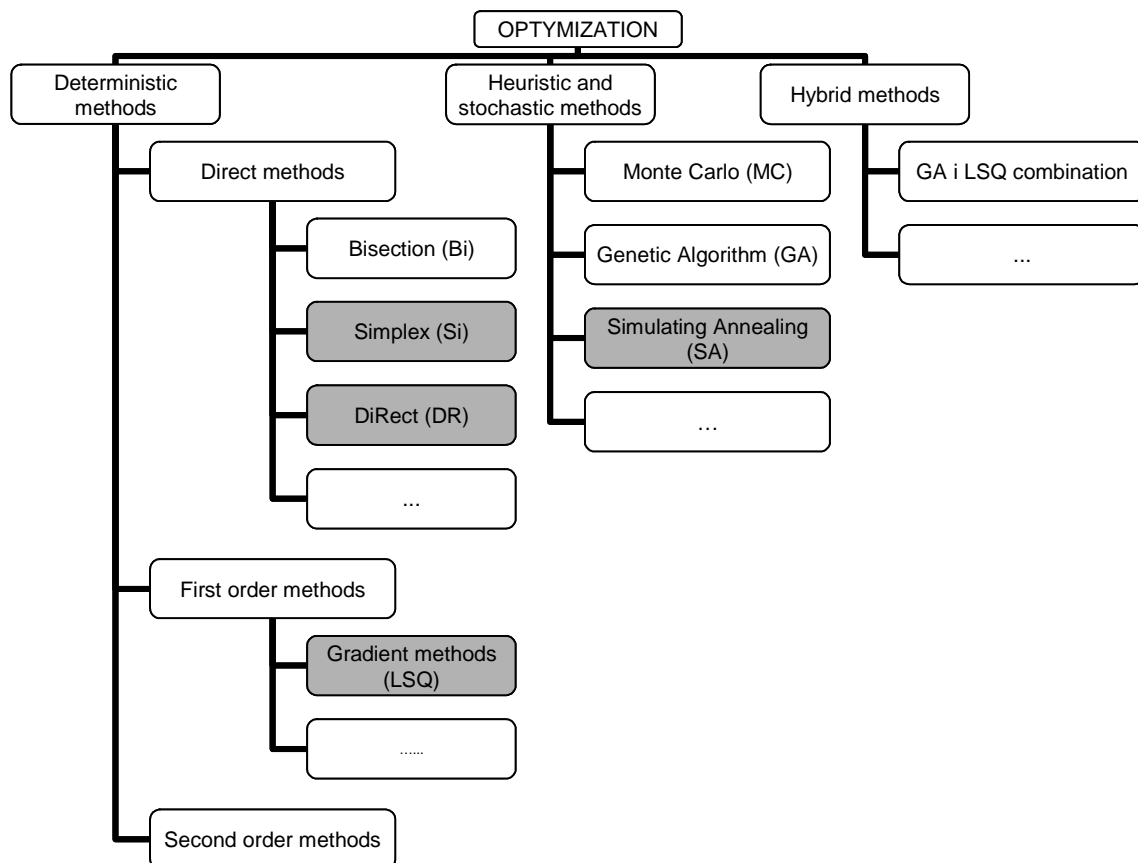 OPTYMIZATION
Deterministic
methods
Heuristic and
stochastic methods
Hybrid methods
Direct methods
Monte Carlo (MC)
GA i LSQ combination
Bisection (Bi)
Genetic Algorithm (GA)
...
Simplex (Si)
Simulating Annealing
(SA)
DiRect (DR)
...
...
First order methods
Gradient methods
(LSQ)
......
Second order methods